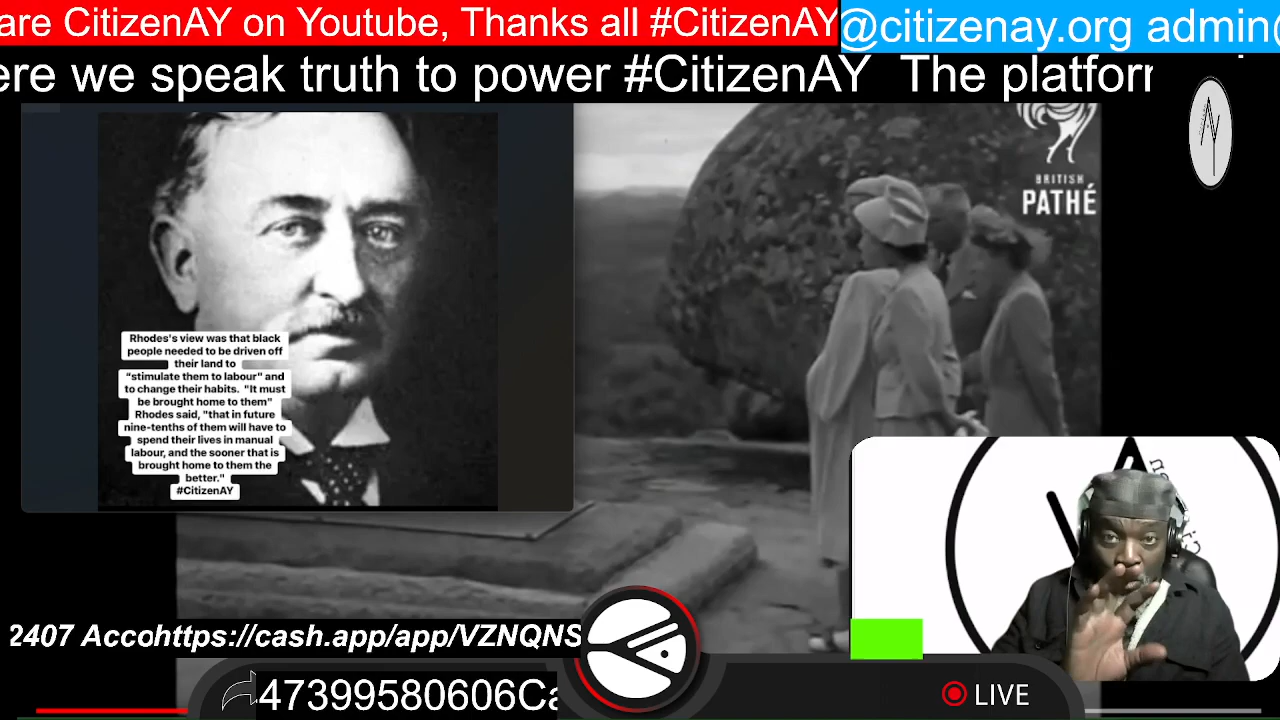 are CitizenAY on Youtube, Thanks all #CitizenAY
@citizenay.org admin@
ere we speak truth to power #CitizenAY The platform
AY
BRITISH
PATHÉ
Rhodes's view was that black
people needed to be driven off
their land to
"stimulate them to labour" and
to change their habits. "It must
be brought home to them"
Rhodes said, "that in future
nine-tenths of them will have to
spend their lives in manual
labour, and the sooner that is
brought home to them the
better."
#CitizenAY
2407 Accohttps://cash.app/app/VZNQNS
47399580606Ca
LIVE